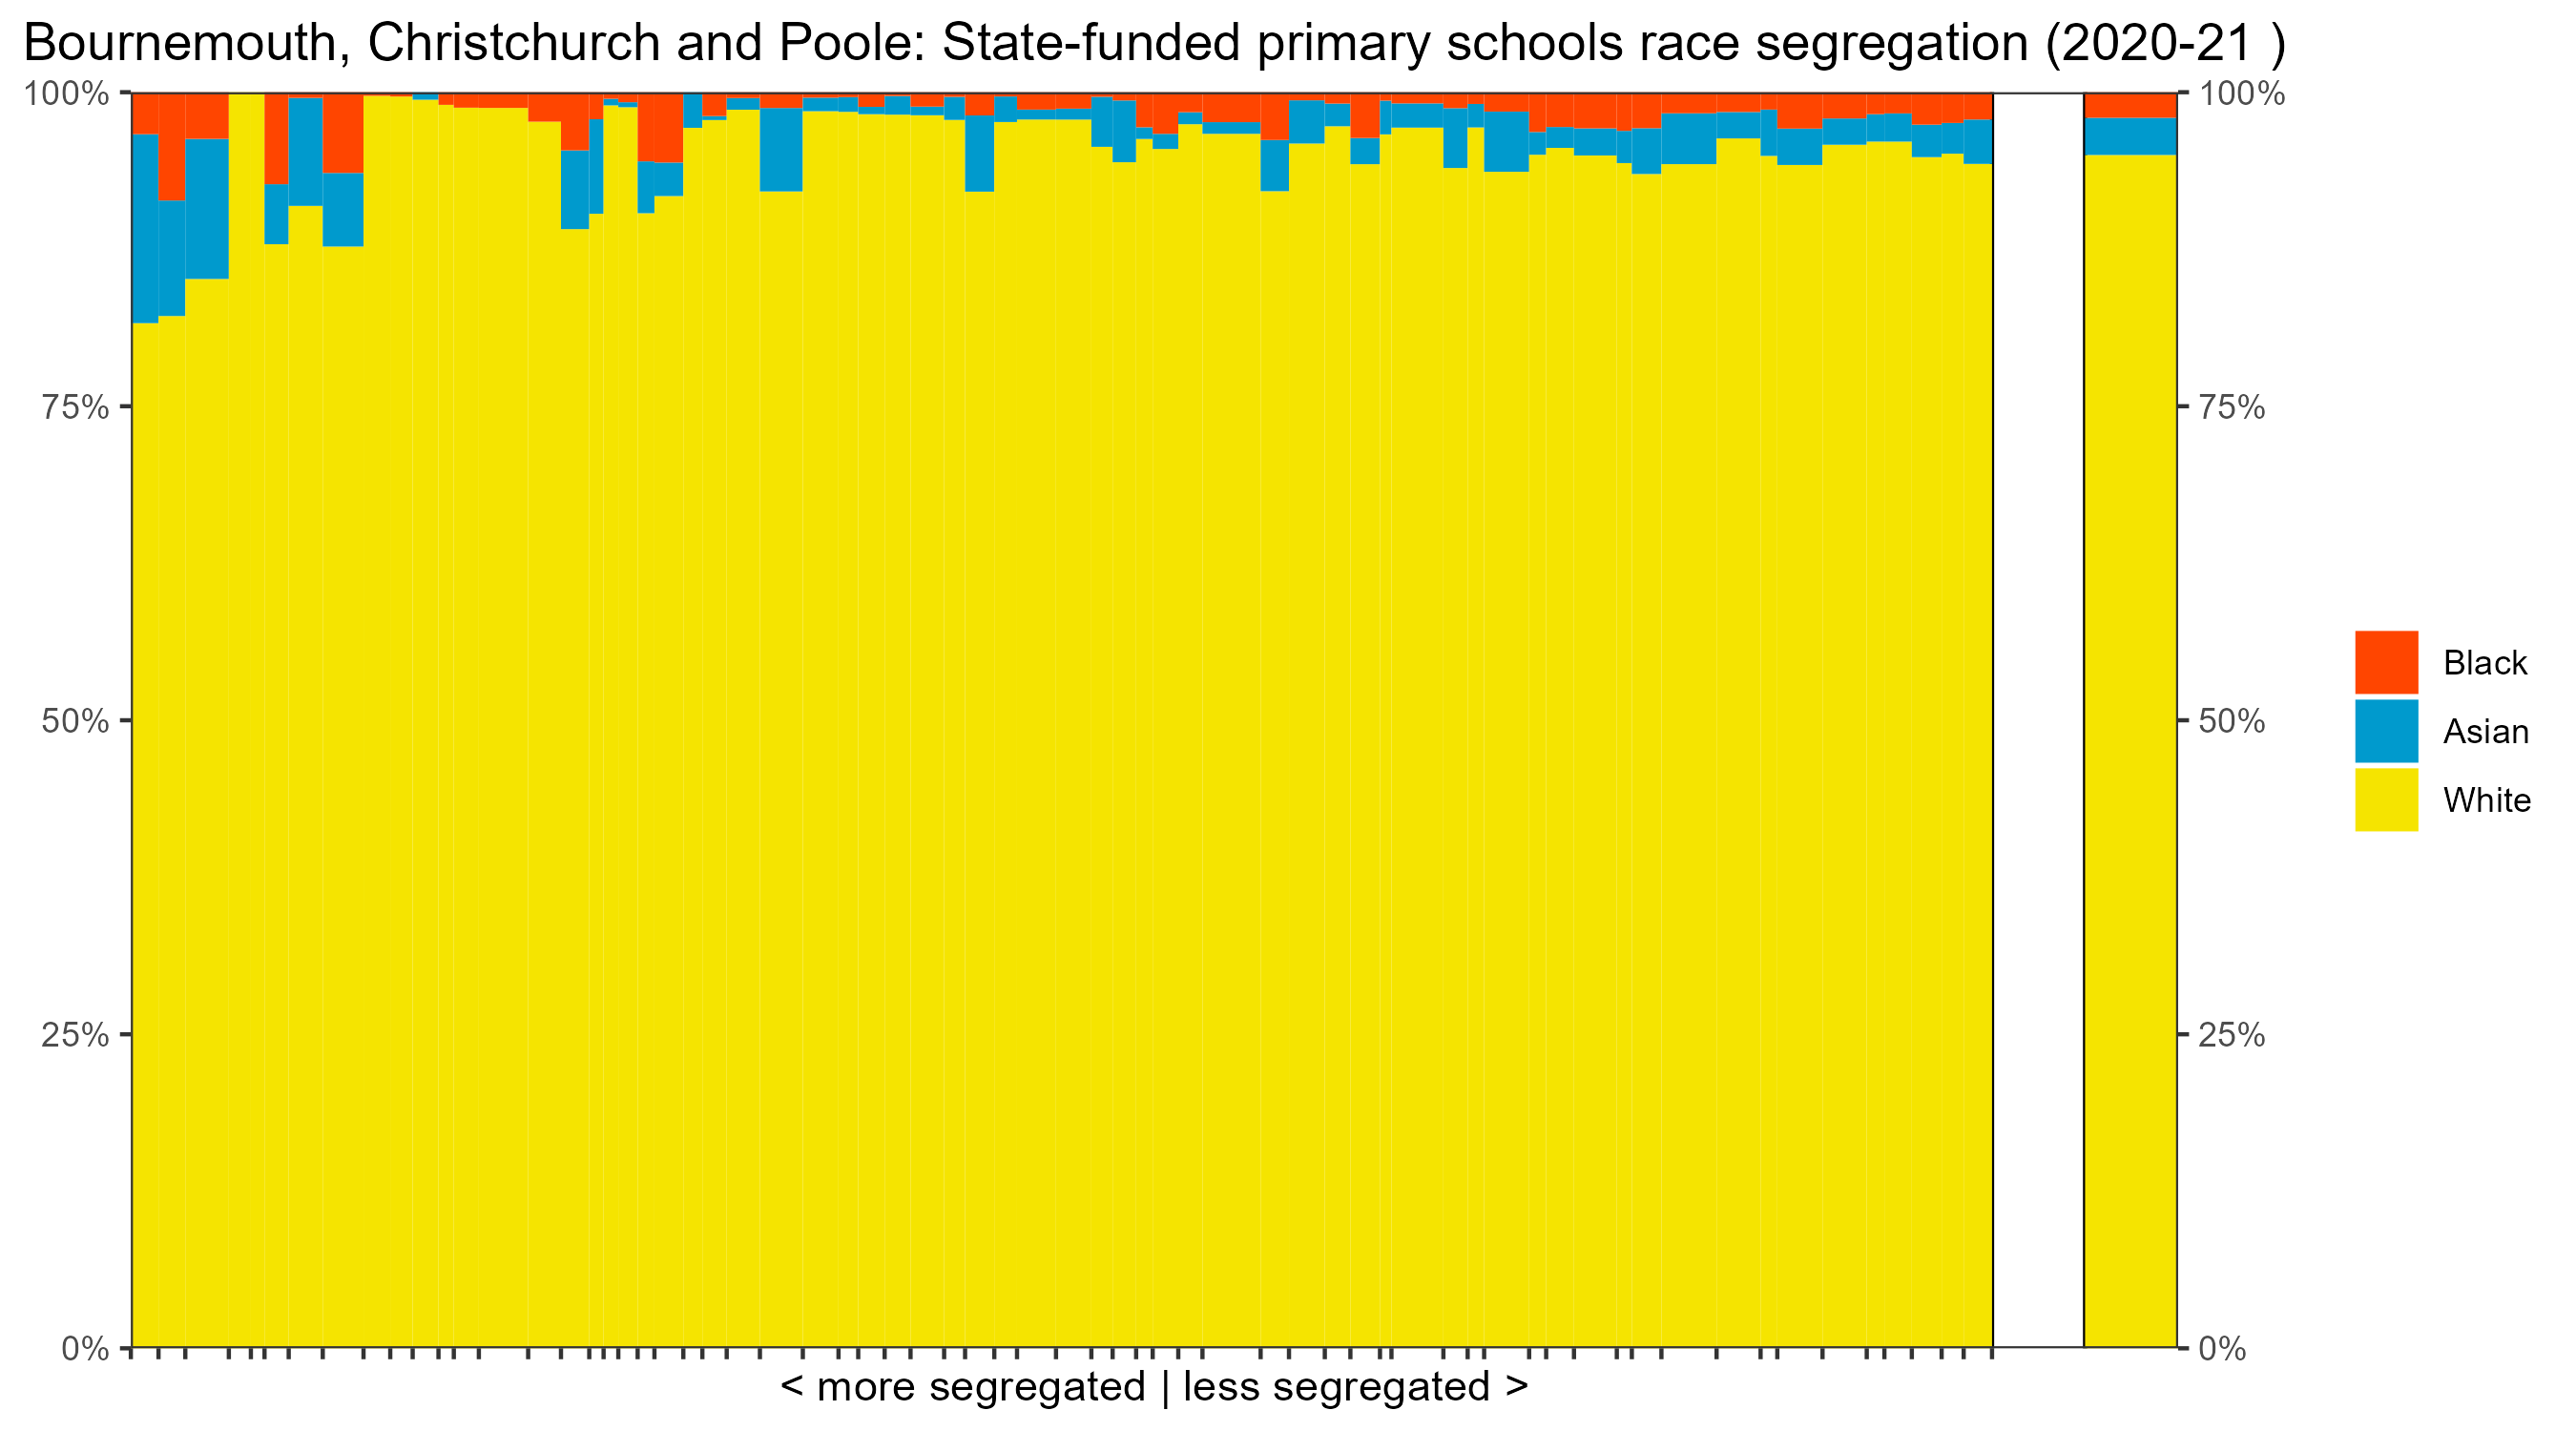 Bournemouth, Christchurch and Poole: State-funded primary schools race segregation (2020-21 )
100%
100%
75%
75%
50%
50%
25%
25%
0%
0%
Black
Asian
White
< more segregated | less segregated >